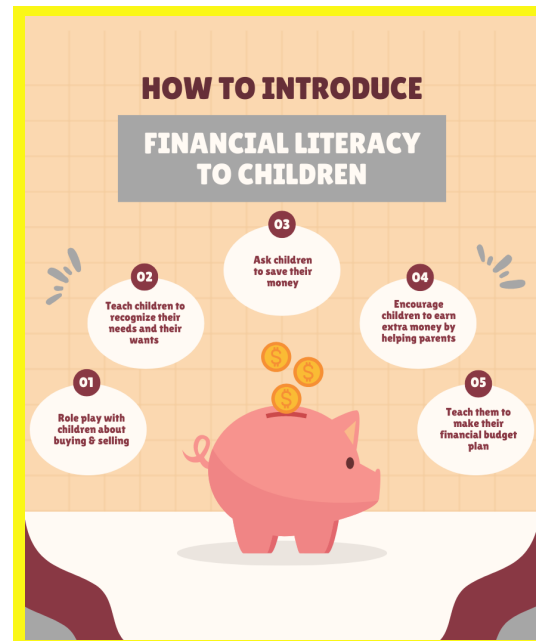 HOW TO INTRODUCE
FINANCIAL LITERACY
TO CHILDREN
01
Role play with
children about
buying & selling
02
Teach children to
recognize their
needs and their
wants
03
Ask children
to save their
money
04
Encourage
children to earn
extra money by
helping parents
05
Teach them to
make their
financial budget
plan
$
$
$